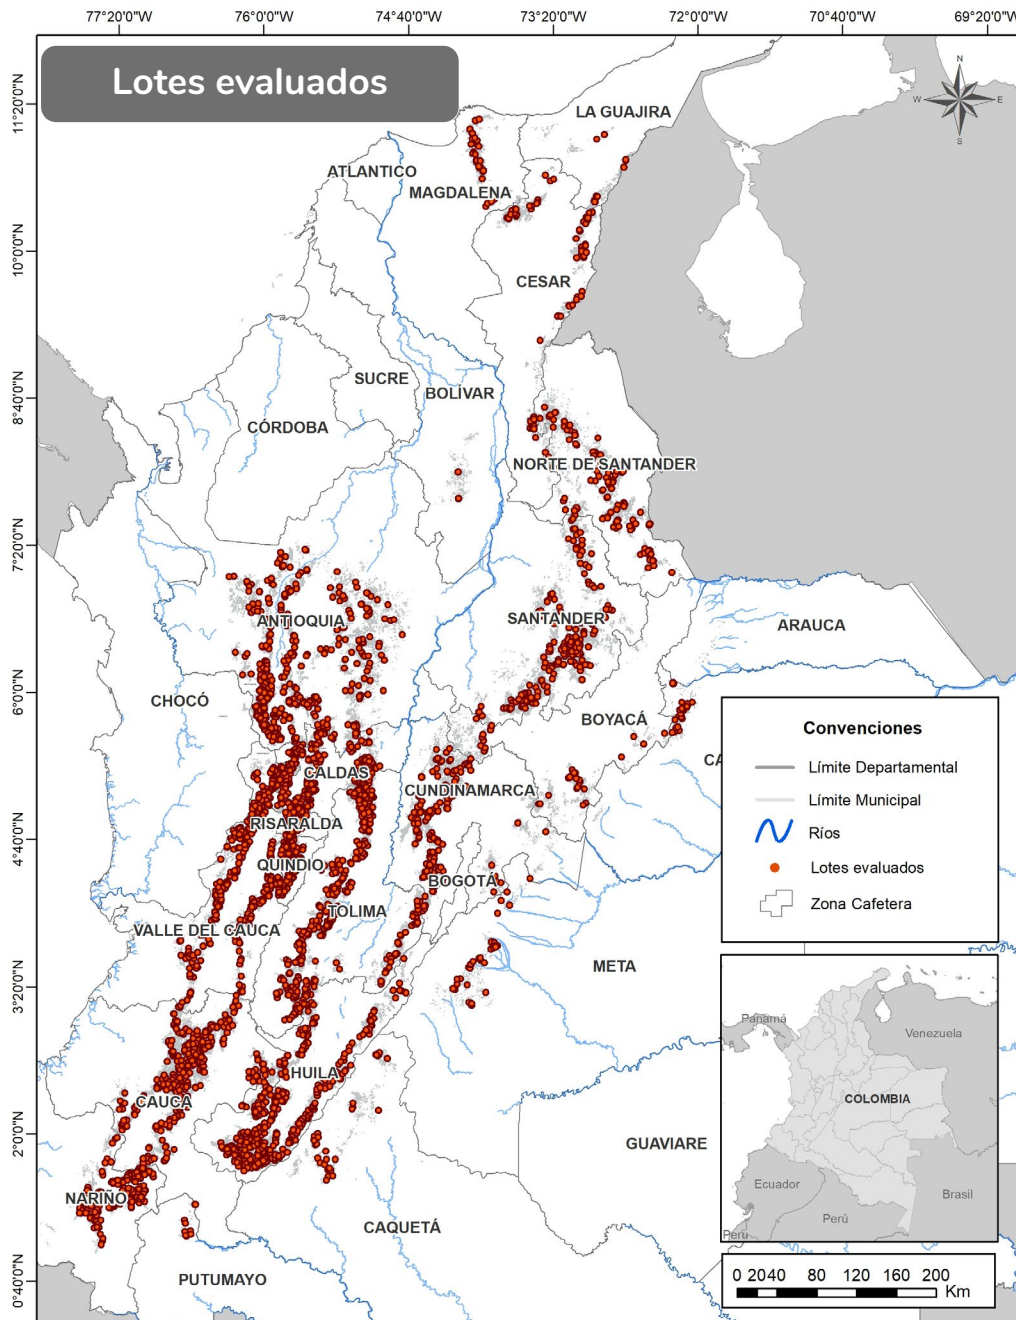 77°20'0"W 76°0'0"W 74°40'0"W 73°20'0"W 72°0'0"W 70°40'0"W 69°20'0"W
Lotes evaluados
N
W E
S
11°20'0"N
10°0'0"N
8°40'0"N
7°20'0"N
6°0'0"N
4°40'0"N
3°20'0"N
2°0'0"N
0°40'0"N
LA GUAJIRA
ATLANTICO
MAGDALENA
CESAR
SUCRE
BOLÍVAR
CÓRDOBA
NORTE DE SANTANDER
ANTIOQUIA
SANTANDER
ARAUCA
CHOCÓ
BOYACÁ
CA
CALDAS
CUNDINAMARCA
RISARALDA
QUINDIO
BOGOTÁ
TOLIMA
VALLE DEL CAUCA
META
HUILA
CAUCA
GUAVIARE
NARIÑO
CAQUETÁ
PUTUMAYO
Convenciones
Límite Departamental
Límite Municipal
Ríos
Lotes evaluados
Zona Cafetera
Panamá
Venezuela
COLOMBIA
Ecuador
Brasil
Perú
Perú
0 20 40 80 120 160 200
Km